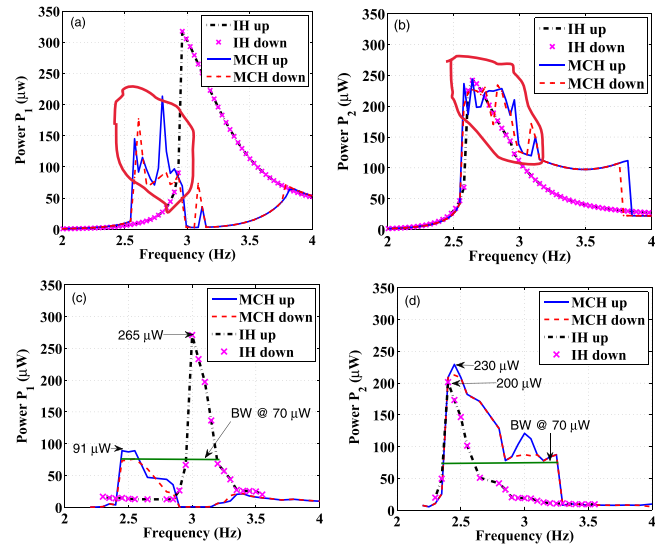 (a)
IH up
IH down
MCH up
MCH down
Power P1 (μw)
350
300
250
200
150
100
50
0
2 2.5 3 3.5 4
Frequency (Hz)
(b)
IH up
IH down
MCH up
MCH down
Power P2 (μW)
350
300
250
200
150
100
50
0
2 2.5 3 3.5 4
Frequency (Hz)
(c)
MCH up
MCH down
IH up
IH down
265 μW
BW @ 70 μW
91 μW
Power P1 (μW)
350
300
250
200
150
100
50
0
2 2.5 3 3.5 4
Frequency (Hz)
(d)
MCH up
MCH down
IH up
IH down
230 μW
200 μW
BW @ 70 μW
Power P2 (μW)
350
300
250
200
150
100
50
0
2 2.5 3 3.5 4
Frequency (Hz)